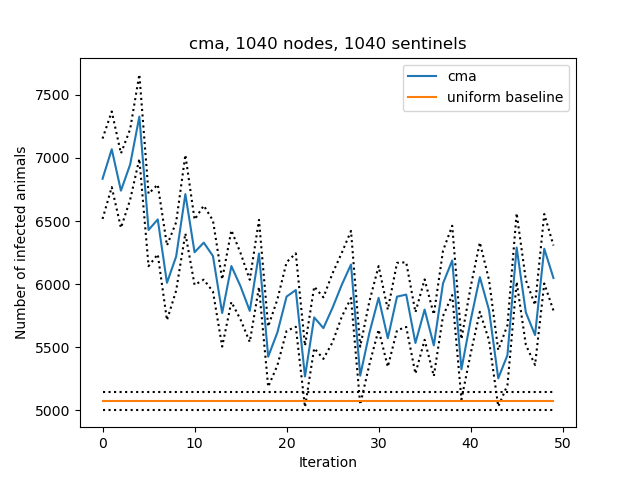 cma, 1040 nodes, 1040 sentinels
cma
uniform baseline
Number of infected animals
7500
7000
6500
6000
5500
5000
0 10 20 30 40 50
Iteration